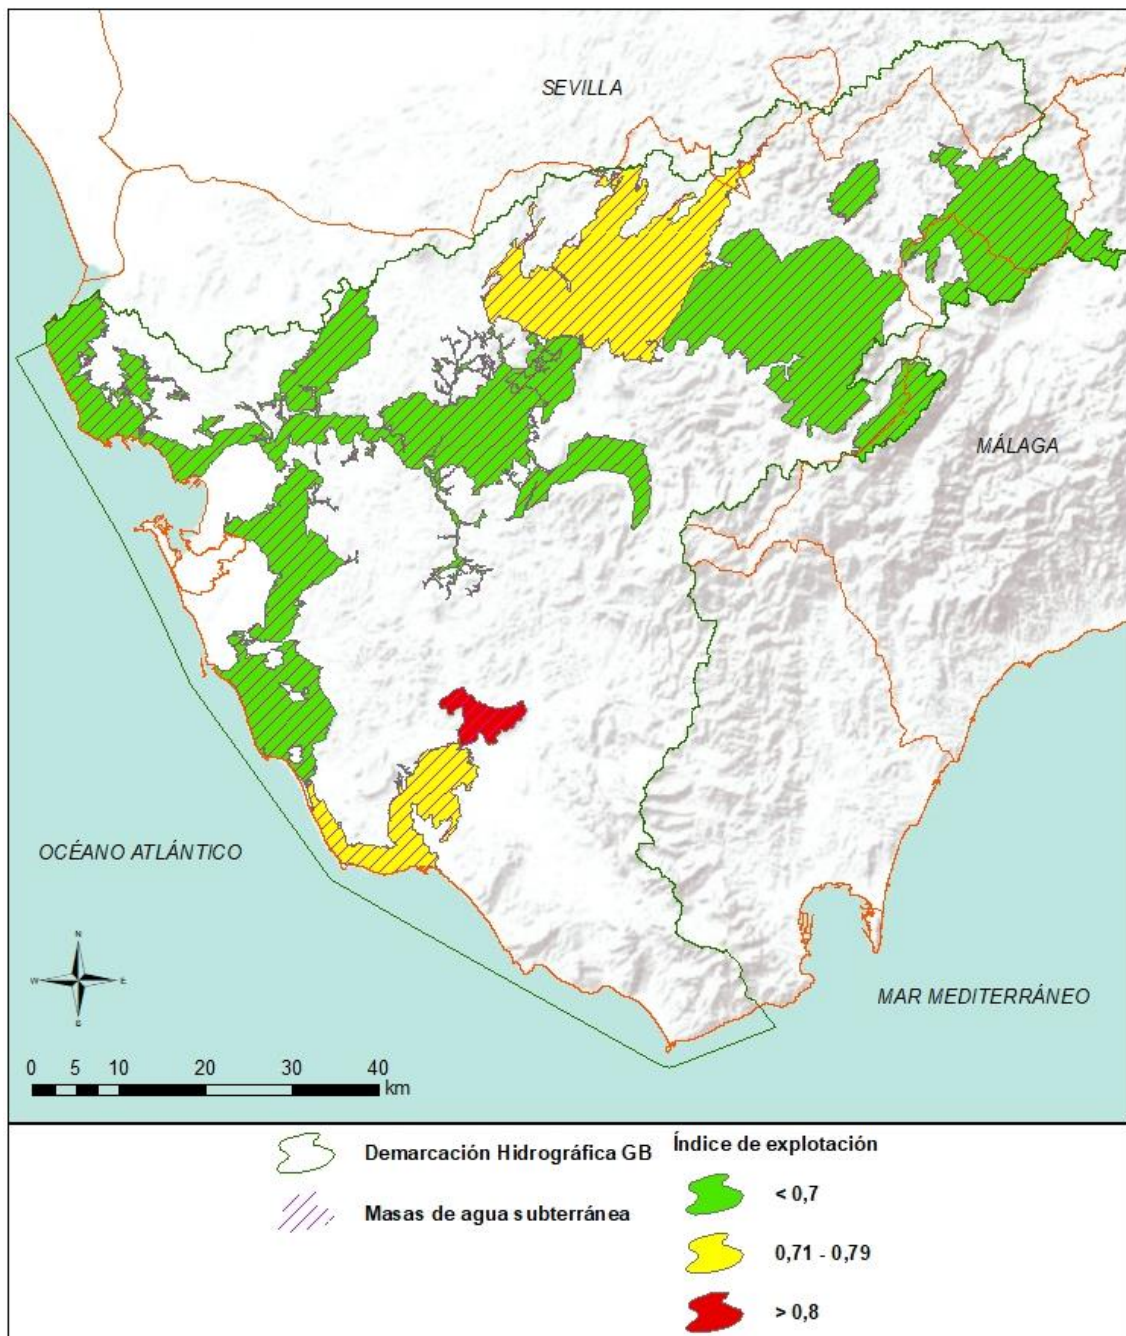 SEVILLA
MÁLAGA
OCÉANO ATLÁNTICO
MAR MEDITERRÁNEO
N
W E
S
0 5 10 20 30 40
km
Demarcación Hidrográfica GB
Masas de agua subterránea
Índice de explotación
< 0,7
0,71 - 0,79
> 0,8